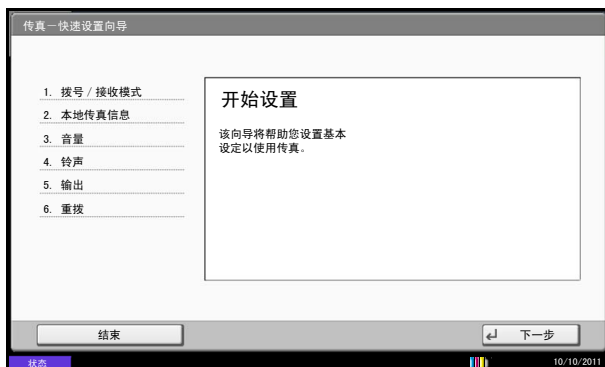 传真－快速设置向导
1. 拨号 / 接收模式
2. 本地传真信息
3. 音量
4. 铃声
5. 输出
6. 重拨
开始设置
该向导将帮助您设置基本
设定以使用传真。
结束
下一步
状态
10/10/2011